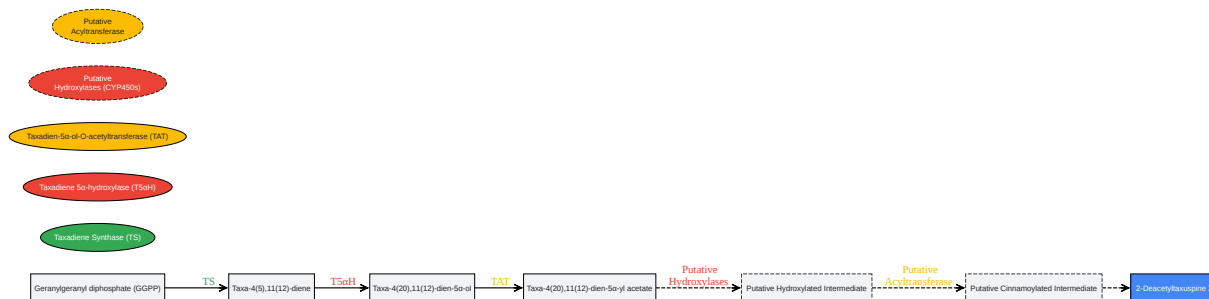 Putative
Acyltransferase
Putative
Hydroxylases (CYP450s)
Taxadien-5α-ol-O-acetyltransferase (TAT)
Taxadiene 5α-hydroxylase (T5αH)
Taxadiene Synthase (TS)
Geranylgeranyl diphosphate (GGPP)
TS
Taxa-4(5),11(12)-diene
T5αH
Taxa-4(20),11(12)-dien-5α-ol
TAT
Taxa-4(20),11(12)-dien-5α-yl acetate
Putative
Hydroxylases
Putative Hydroxylated Intermediate
Putative
Acyltransferase
Putative Cinnamoylated Intermediate
2-Deacetyltaxuspine